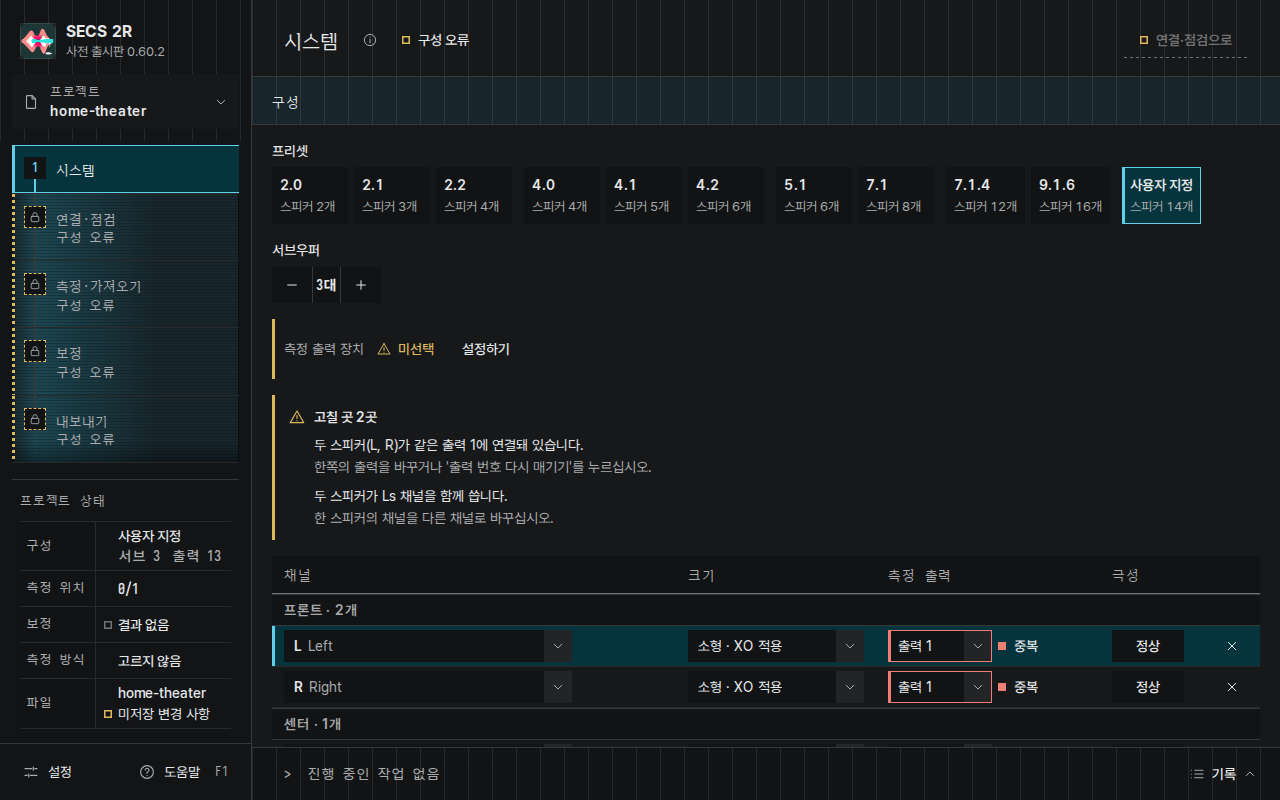 SECS 2R
사전 출시판 0.60.2
프로젝트
home-theater
1 시스템
연결·점검
구성 오류
측정·가져오기
구성 오류
보정
구성 오류
내보내기
구성 오류
프로젝트 상태
구성 사용자 지정
서브 3 출력 13
측정 위치 0/1
보정 결과 없음
측정 방식 고르지 않음
파일 home-theater
미저장 변경 사항
설정 도움말 F1
시스템 구성 오류 연결·점검으로
구성
프리셋
2.0 2.1 2.2 4.0 4.1 4.2 5.1 7.1 7.1.4 9.1.6 사용자 지정
스피커 2개 스피커 3개 스피커 4개 스피커 4개 스피커 5개 스피커 6개 스피커 6개 스피커 8개 스피커 12개 스피커 16개 스피커 14개
서브우퍼
− 3대 +
측정 출력 장치 미선택 설정하기
고칠 곳 2곳
두 스피커(L, R)가 같은 출력 1에 연결돼 있습니다.
한쪽의 출력을 바꾸거나 '출력 번호 다시 매기기'를 누르십시오.
두 스피커가 Ls 채널을 함께 씁니다.
한 스피커의 채널을 다른 채널로 바꾸십시오.
채널 크기 측정 출력 극성
프론트 · 2개
L Left 소형 · XO 적용 출력 1 중복 정상
R Right 소형 · XO 적용 출력 1 중복 정상
센터 · 1개
> 진행 중인 작업 없음 기록